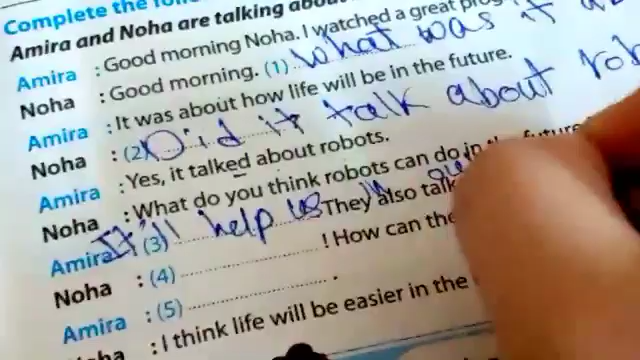 Complete the
Amira and Noha are talking about
Amira : Good morning Noha. I watched a great
Noha : Good morning. (1) What was it
Amira : It was about how life will be in the future.
Noha : (2) Did it talk about
Amira : Yes, it talked about robots.
Noha : What do you think robots can do in the future
Amira : (3) It'll help us in They also talk
Noha : (4) ! How can the
Amira : (5) .
: I think life will be easier in the